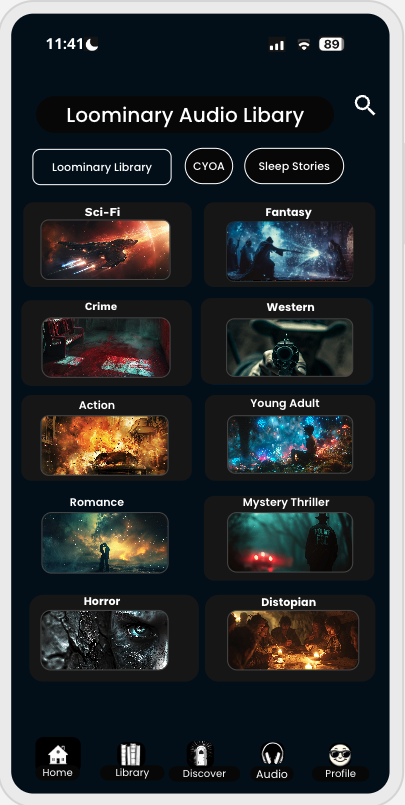 11:41
89
Loominary Audio Libary
Loominary Library
CYOA
Sleep Stories
Sci-Fi
Fantasy
Crime
Western
Action
Young Adult
Romance
Mystery Thriller
Horror
Distopian
Home
Library
Discover
Audio
Profile